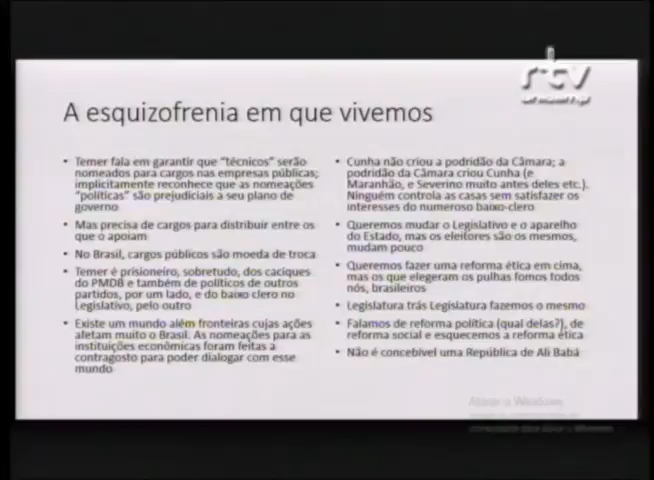 rtv
unicamp
A esquizofrenia em que vivemos
• Temer fala em garantir que “técnicos” serão
nomeados para cargos nas empresas públicas;
implicitamente reconhece que as nomeações
“políticas” são prejudiciais a seu plano de
governo
• Mas precisa de cargos para distribuir entre os
que o apoiam
• No Brasil, cargos públicos são moeda de troca
• Temer é prisioneiro, sobretudo, dos caciques
do PMDB e também de políticos de outros
partidos, por um lado, e do baixo clero no
Legislativo, pelo outro
• Existe um mundo além fronteiras cujas ações
afetam muito o Brasil. As nomeações para as
instituições econômicas foram feitas a
contragosto para poder dialogar com esse
mundo
• Cunha não criou a podridão da Câmara; a
podridão da Câmara criou Cunha (e
Maranhão, e Severino muito antes deles etc.).
Ninguém controla as casas sem satisfazer os
interesses do numeroso baixo-clero
• Queremos mudar o Legislativo e o aparelho
do Estado, mas os eleitores são os mesmos,
mudam pouco
• Queremos fazer uma reforma ética em cima,
mas os que elegeram os pulhas fomos todos
nós, brasileiros
• Legislatura trás Legislatura fazemos o mesmo
• Falamos de reforma política (qual delas?), de
reforma social e esquecemos a reforma ética
• Não é concebível uma República de Ali Babá
Ativar o Windows